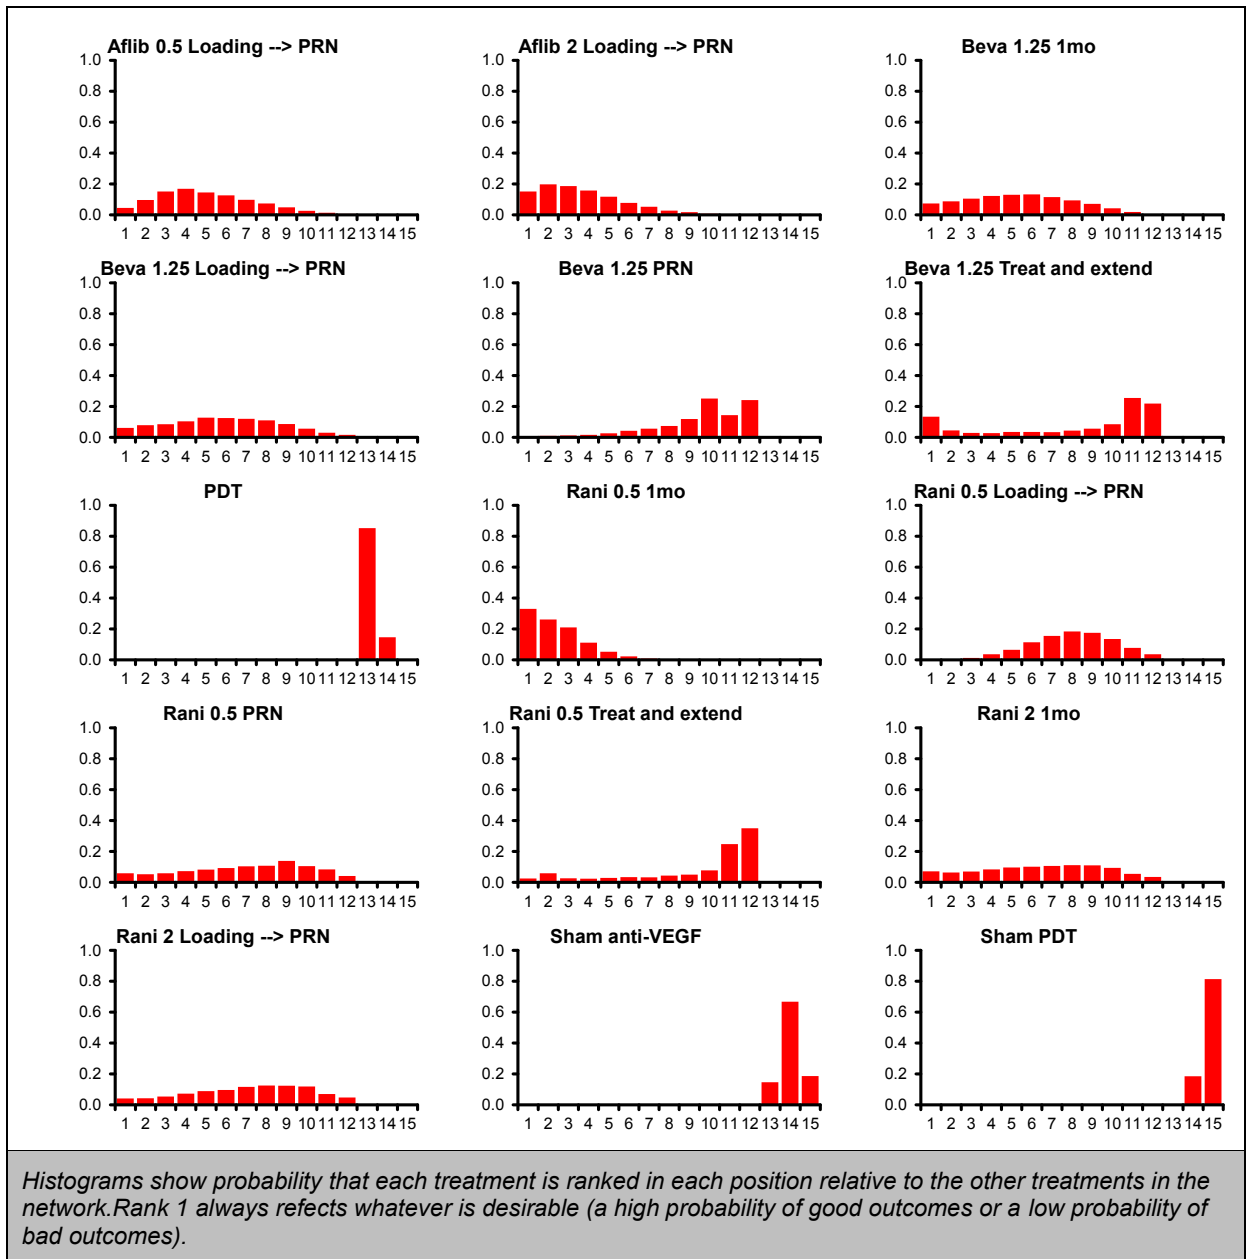 Aflib 0.5 Loading --> PRN
1.0
0.8
0.6
0.4
0.2
0.0
1 2 3 4 5 6 7 8 9 10 11 12 13 14 15
Aflib 2 Loading --> PRN
1.0
0.8
0.6
0.4
0.2
0.0
1 2 3 4 5 6 7 8 9 10 11 12 13 14 15
Beva 1.25 1mo
1.0
0.8
0.6
0.4
0.2
0.0
1 2 3 4 5 6 7 8 9 10 11 12 13 14 15
Beva 1.25 Loading --> PRN
1.0
0.8
0.6
0.4
0.2
0.0
1 2 3 4 5 6 7 8 9 10 11 12 13 14 15
Beva 1.25 PRN
1.0
0.8
0.6
0.4
0.2
0.0
1 2 3 4 5 6 7 8 9 10 11 12 13 14 15
Beva 1.25 Treat and extend
1.0
0.8
0.6
0.4
0.2
0.0
1 2 3 4 5 6 7 8 9 10 11 12 13 14 15
PDT
1.0
0.8
0.6
0.4
0.2
0.0
1 2 3 4 5 6 7 8 9 10 11 12 13 14 15
Rani 0.5 1mo
1.0
0.8
0.6
0.4
0.2
0.0
1 2 3 4 5 6 7 8 9 10 11 12 13 14 15
Rani 0.5 Loading --> PRN
1.0
0.8
0.6
0.4
0.2
0.0
1 2 3 4 5 6 7 8 9 10 11 12 13 14 15
Rani 0.5 PRN
1.0
0.8
0.6
0.4
0.2
0.0
1 2 3 4 5 6 7 8 9 10 11 12 13 14 15
Rani 0.5 Treat and extend
1.0
0.8
0.6
0.4
0.2
0.0
1 2 3 4 5 6 7 8 9 10 11 12 13 14 15
Rani 2 1mo
1.0
0.8
0.6
0.4
0.2
0.0
1 2 3 4 5 6 7 8 9 10 11 12 13 14 15
Rani 2 Loading --> PRN
1.0
0.8
0.6
0.4
0.2
0.0
1 2 3 4 5 6 7 8 9 10 11 12 13 14 15
Sham anti-VEGF
1.0
0.8
0.6
0.4
0.2
0.0
1 2 3 4 5 6 7 8 9 10 11 12 13 14 15
Sham PDT
1.0
0.8
0.6
0.4
0.2
0.0
1 2 3 4 5 6 7 8 9 10 11 12 13 14 15
Histograms show probability that each treatment is ranked in each position relative to the other treatments in the
network.Rank 1 always refects whatever is desirable (a high probability of good outcomes or a low probability of
bad outcomes).